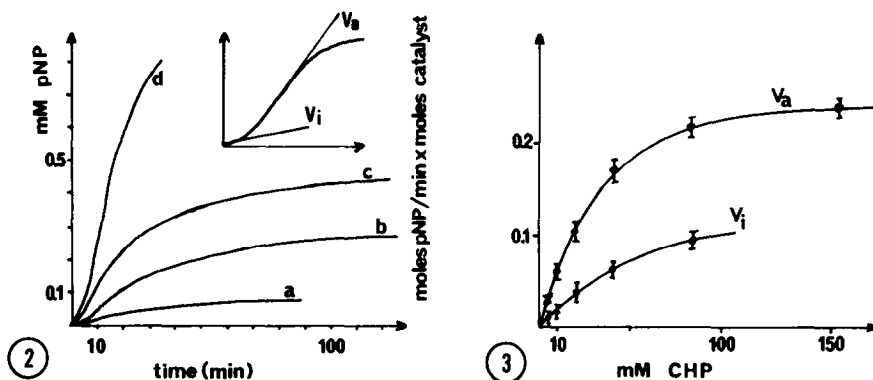 mM pNP
0.5
0.1
d
c
b
a
Va
Vi
10
100
time (min)
2
moles pNP/min x moles catalyst
0.2
0.1
Va
Vi
10
100
150
mM CHP
3